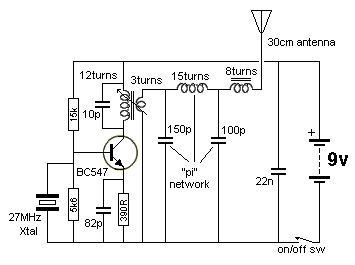 30cm antenna
12turns
3turns
15turns
8turns
15k
10p
150p
100p
+
9v
BC547
"pi"
network
22n
27MHz
Xtal
5k6
82p
390R
on/off sw